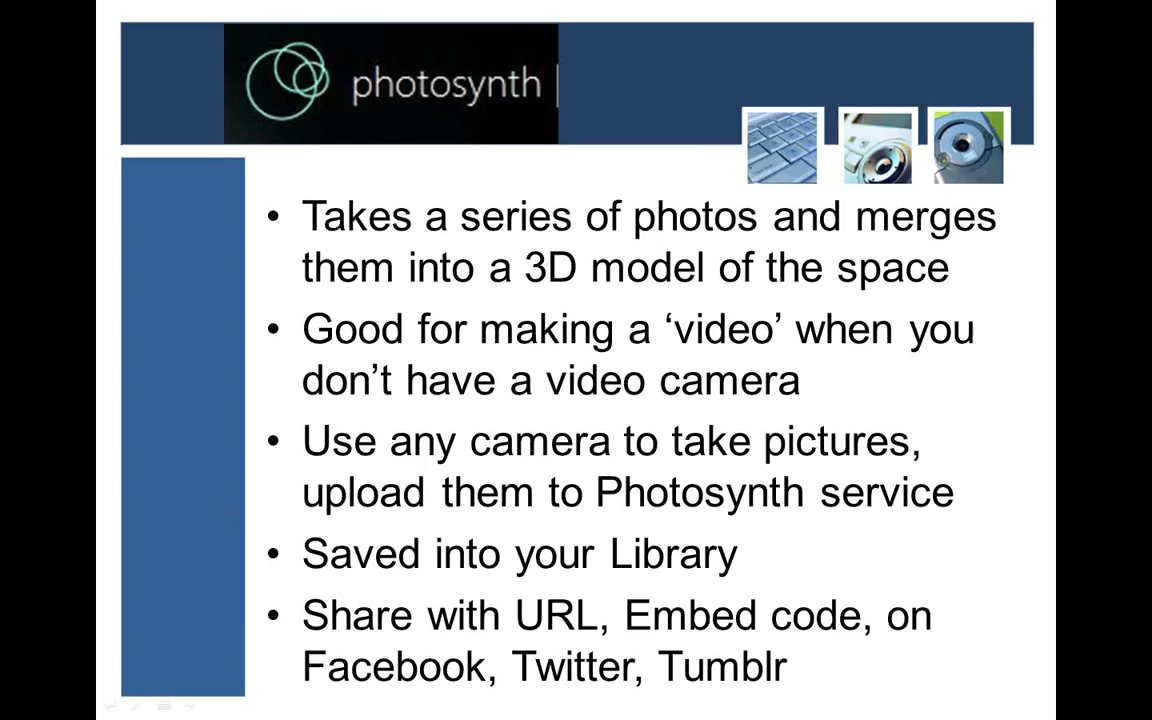 photosynth
• Takes a series of photos and merges
them into a 3D model of the space
• Good for making a ‘video’ when you
don’t have a video camera
• Use any camera to take pictures,
upload them to Photosynth service
• Saved into your Library
• Share with URL, Embed code, on
Facebook, Twitter, Tumblr